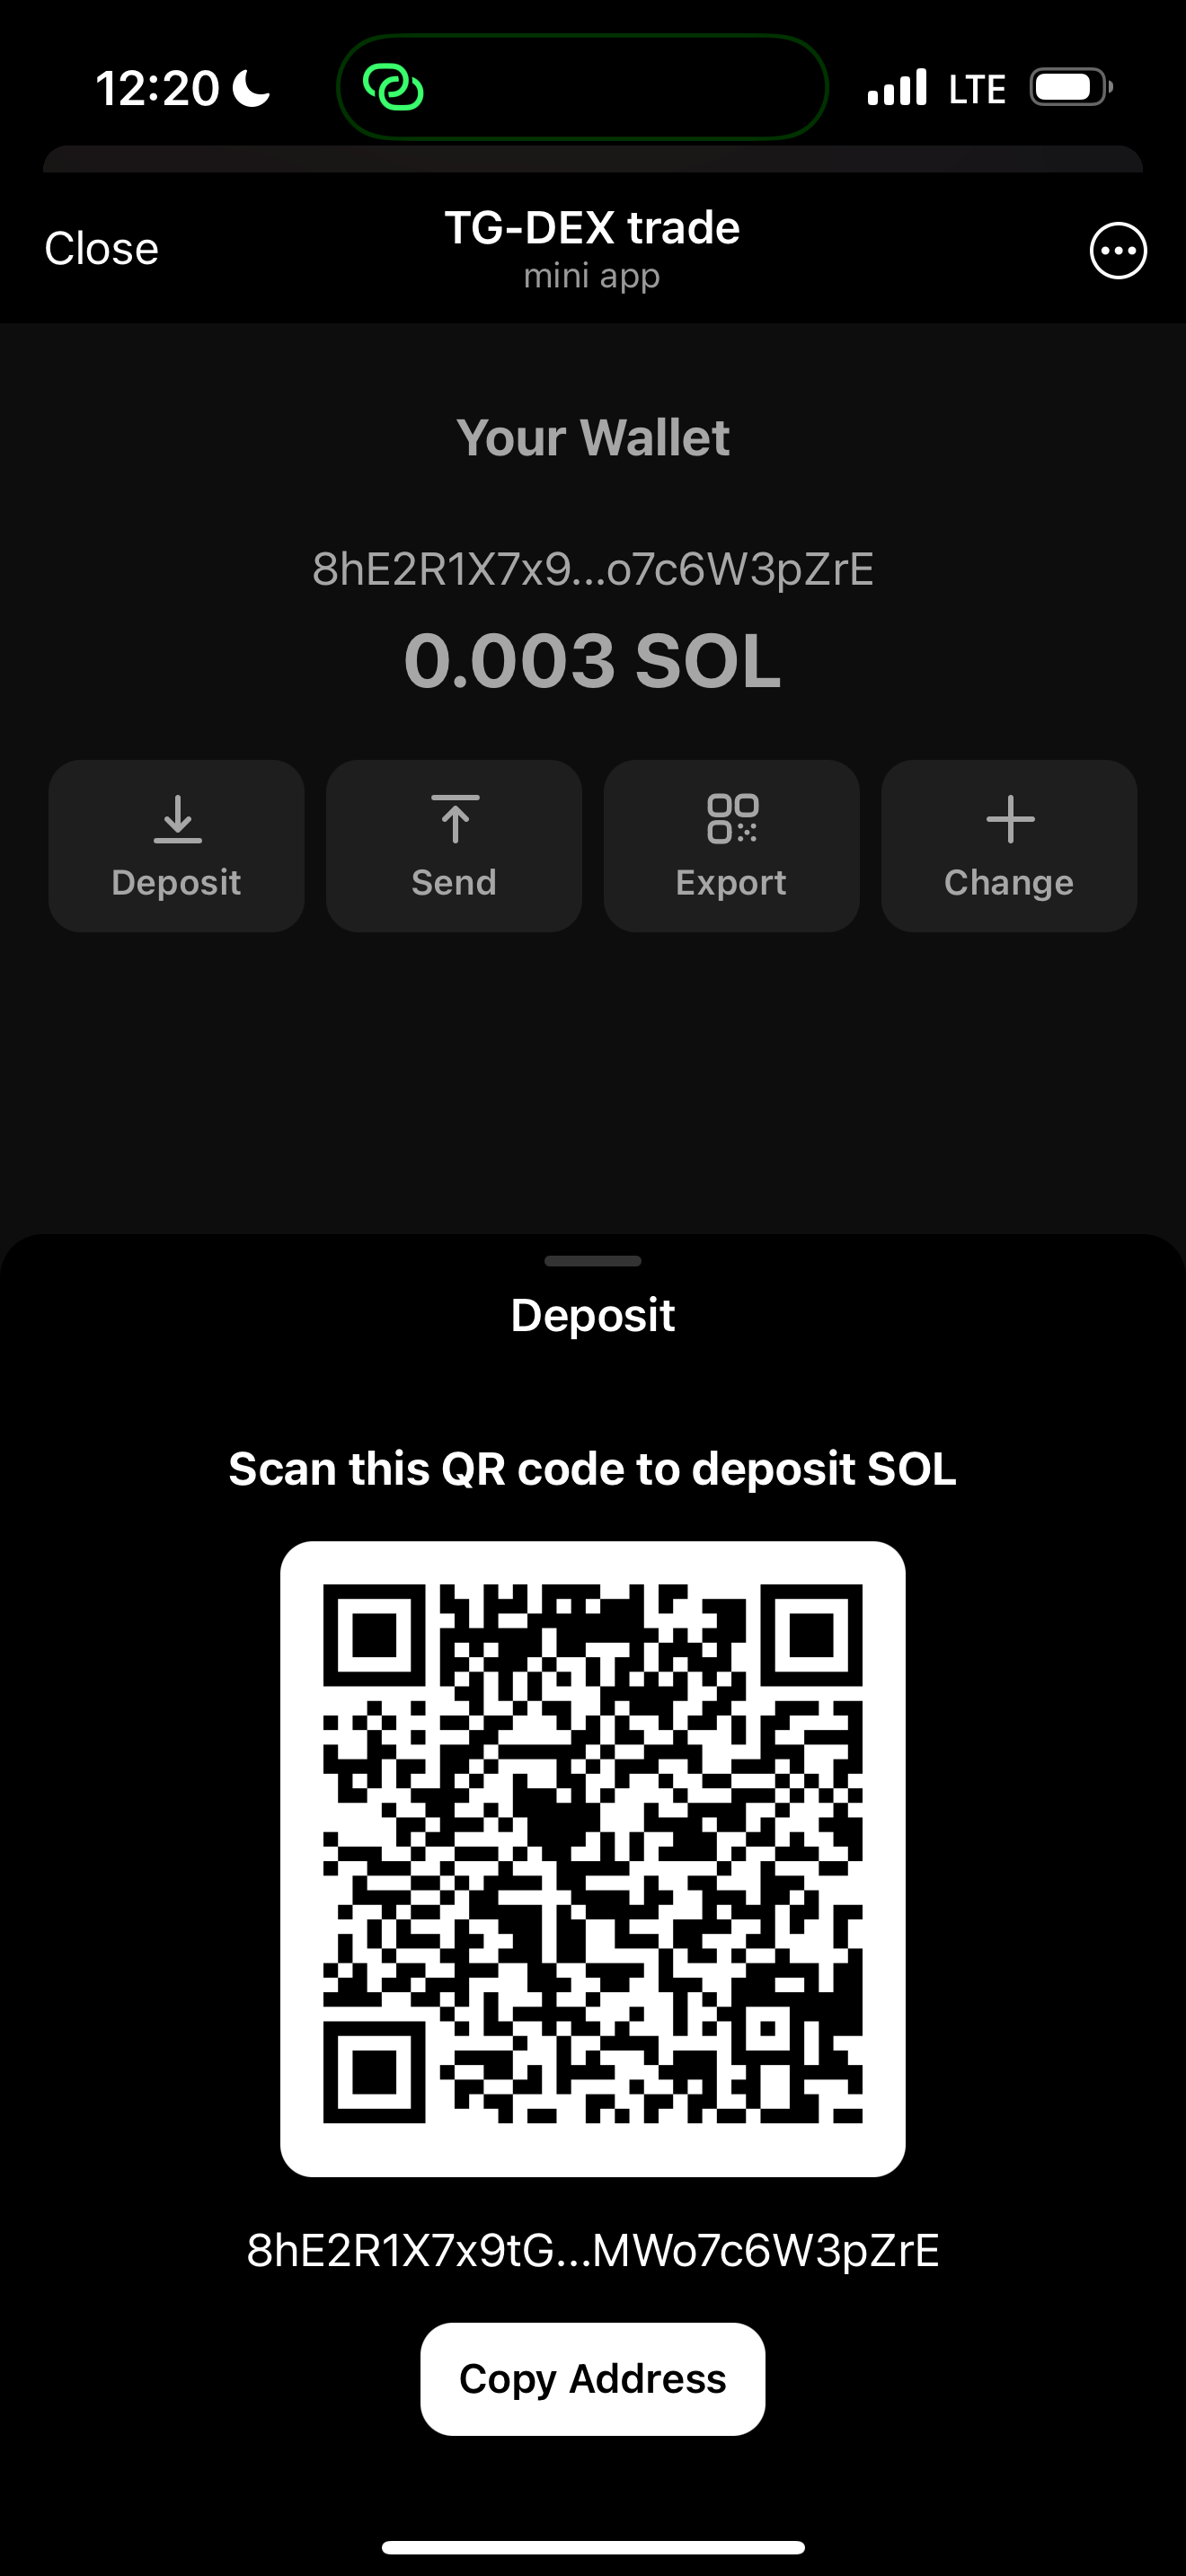 12:20
LTE
Close
TG-DEX trade
mini app
Your Wallet
8hE2R1X7x9...o7c6W3pZrE
0.003 SOL
Deposit
Send
Export
Change
Deposit
Scan this QR code to deposit SOL
8hE2R1X7x9tG...MWo7c6W3pZrE
Copy Address